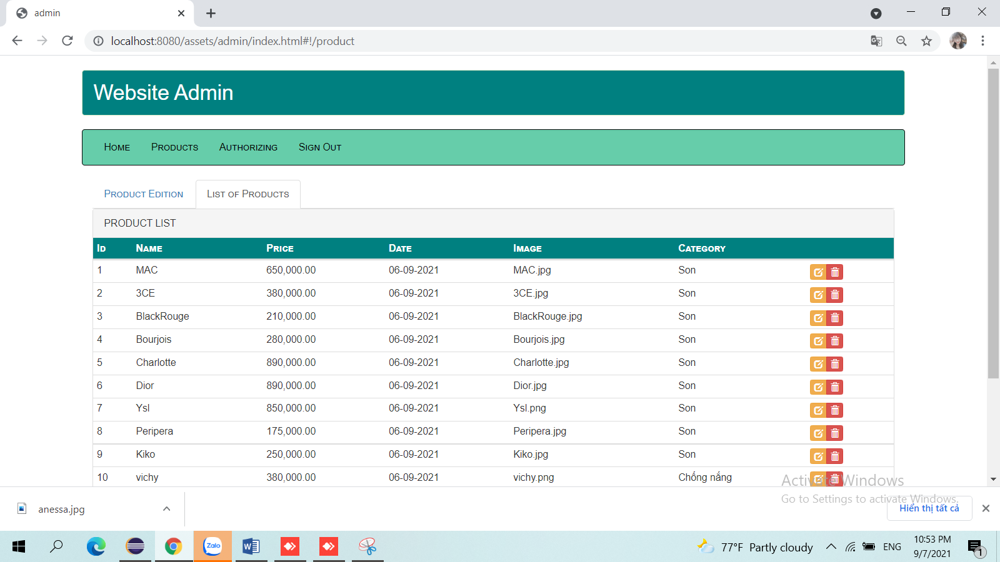 admin
localhost:8080/assets/admin/index.html#!/product
Website Admin
Home Products Authorizing Sign Out
Product Edition List of Products
PRODUCT LIST
Id Name Price Date Image Category
1 MAC 650,000.00 06-09-2021 MAC.jpg Son
2 3CE 380,000.00 06-09-2021 3CE.jpg Son
3 BlackRouge 210,000.00 06-09-2021 BlackRouge.jpg Son
4 Bourjois 280,000.00 06-09-2021 Bourjois.jpg Son
5 Charlotte 890,000.00 06-09-2021 Charlotte.jpg Son
6 Dior 890,000.00 06-09-2021 Dior.jpg Son
7 Ysl 850,000.00 06-09-2021 Ysl.png Son
8 Peripera 175,000.00 06-09-2021 Peripera.jpg Son
9 Kiko 250,000.00 06-09-2021 Kiko.jpg Son
10 vichy 380,000.00 06-09-2021 vichy.png Chống nắng
Activate Windows
Go to Settings to activate Windows.
anessa.jpg
Hiển thị tất cả
Zalo
77°F Partly cloudy
ENG
10:53 PM
9/7/2021
1